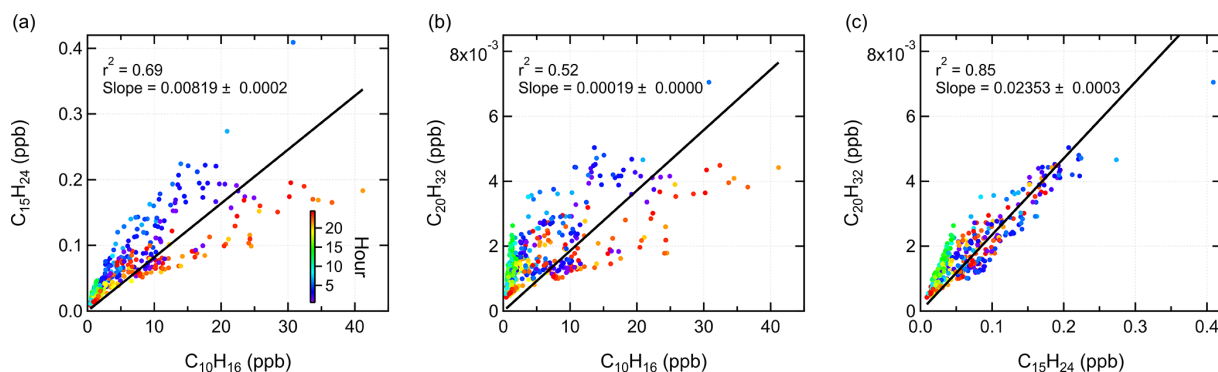 (a)
0.4
0.3
0.2
0.1
0.0
C₁₅H₂₄ (ppb)
r² = 0.69
Slope = 0.00819 ± 0.0002
20
15
10
5
Hour
0
10
20
30
40
C₁₀H₁₆ (ppb)
(b)
8x10⁻³
6
4
2
0
C₂₀H₃₂ (ppb)
r² = 0.52
Slope = 0.00019 ± 0.0000
0
10
20
30
40
C₁₀H₁₆ (ppb)
(c)
8x10⁻³
6
4
2
0
C₂₀H₃₂ (ppb)
r² = 0.85
Slope = 0.02353 ± 0.0003
0.0
0.1
0.2
0.3
0.4
C₁₅H₂₄ (ppb)